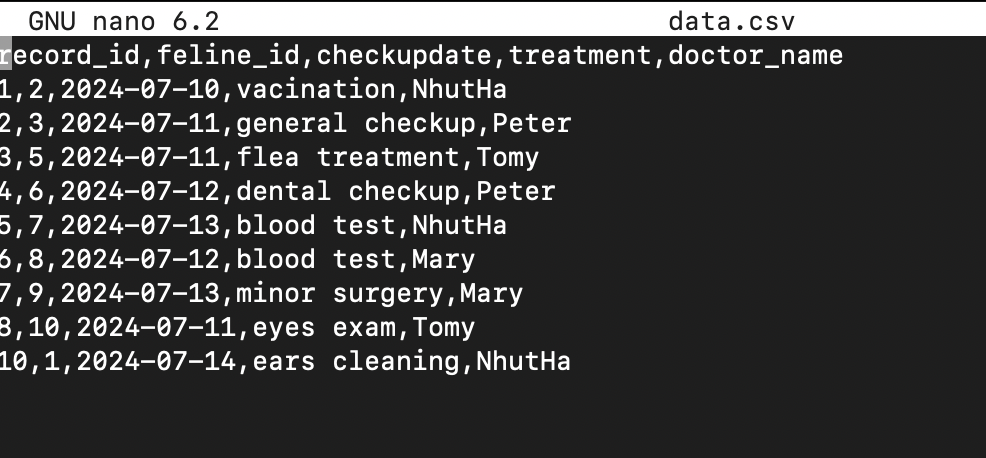 GNU nano 6.2 data.csv
record_id,feline_id,checkupdate,treatment,doctor_name
1,2,2024-07-10,vacination,NhutHa
2,3,2024-07-11,general checkup,Peter
3,5,2024-07-11,flea treatment,Tomy
4,6,2024-07-12,dental checkup,Peter
5,7,2024-07-13,blood test,NhutHa
6,8,2024-07-12,blood test,Mary
7,9,2024-07-13,minor surgery,Mary
8,10,2024-07-11,eyes exam,Tomy
10,1,2024-07-14,ears cleaning,NhutHa